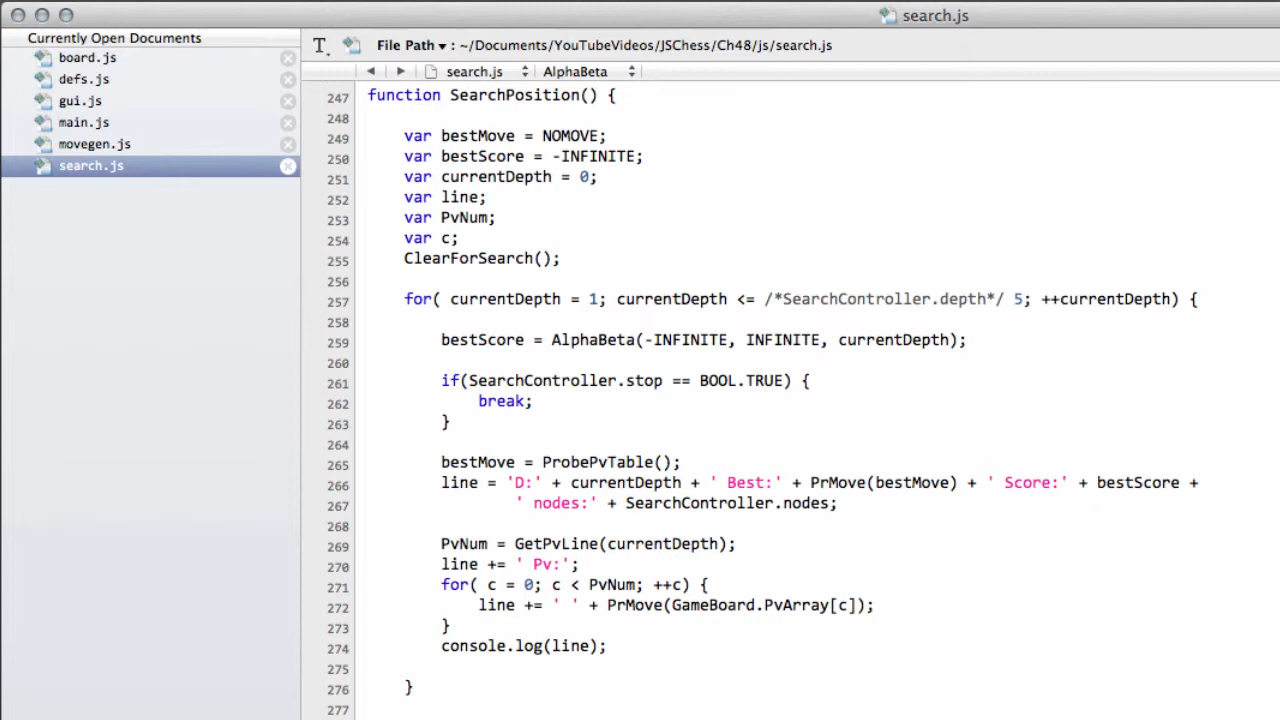 search.js
Currently Open Documents
board.js
defs.js
gui.js
main.js
movegen.js
search.js
T. File Path ▾ : ~/Documents/YouTubeVideos/JSChess/Ch48/js/search.js
search.js AlphaBeta
247 function SearchPosition() {
248
249 var bestMove = NOMOVE;
250 var bestScore = -INFINITE;
251 var currentDepth = 0;
252 var line;
253 var PvNum;
254 var c;
255 ClearForSearch();
256
257 for( currentDepth = 1; currentDepth <= /*SearchController.depth*/ 5; ++currentDepth) {
258
259 bestScore = AlphaBeta(-INFINITE, INFINITE, currentDepth);
260
261 if(SearchController.stop == BOOL.TRUE) {
262 break;
263 }
264
265 bestMove = ProbePvTable();
266 line = 'D:' + currentDepth + ' Best:' + PrMove(bestMove) + ' Score:' + bestScore +
267 ' nodes:' + SearchController.nodes;
268
269 PvNum = GetPvLine(currentDepth);
270 line += ' Pv:';
271 for( c = 0; c < PvNum; ++c) {
272 line += ' ' + PrMove(GameBoard.PvArray[c]);
273 }
274 console.log(line);
275
276 }
277